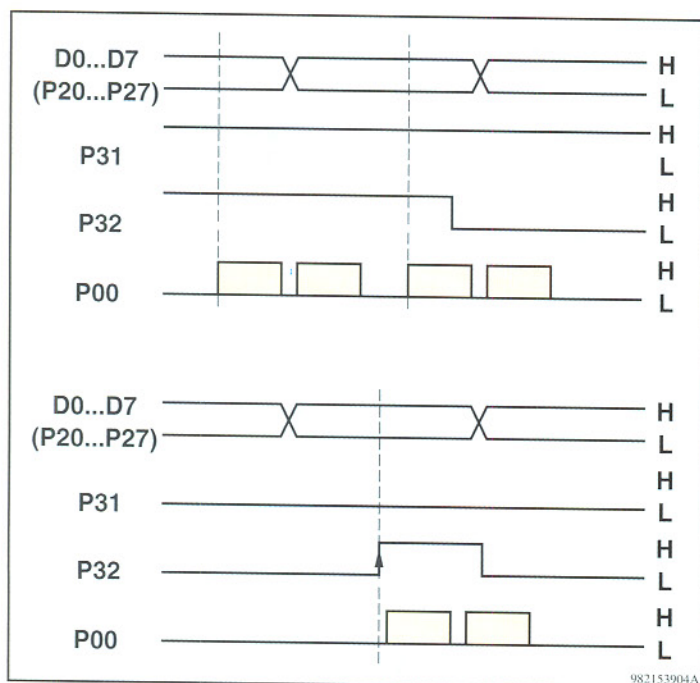 D0...D7 H
(P20...P27) L
H
P31 L
H
P32 L
H
P00 L
D0...D7 H
(P20...P27) L
H
P31 L
H
P32 L
H
P00 L
982153904A